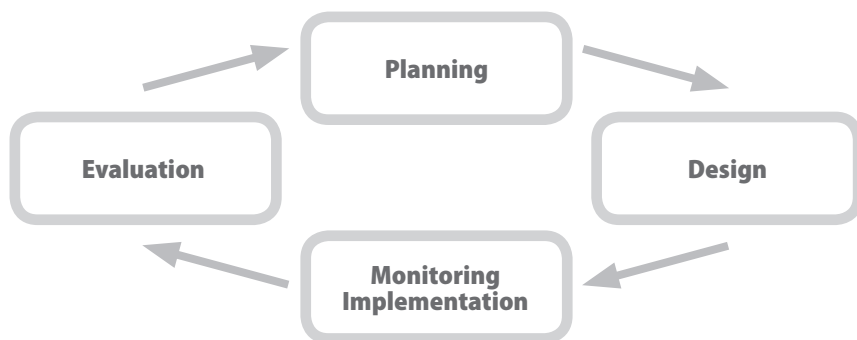 Planning
Evaluation
Design
Monitoring
Implementation